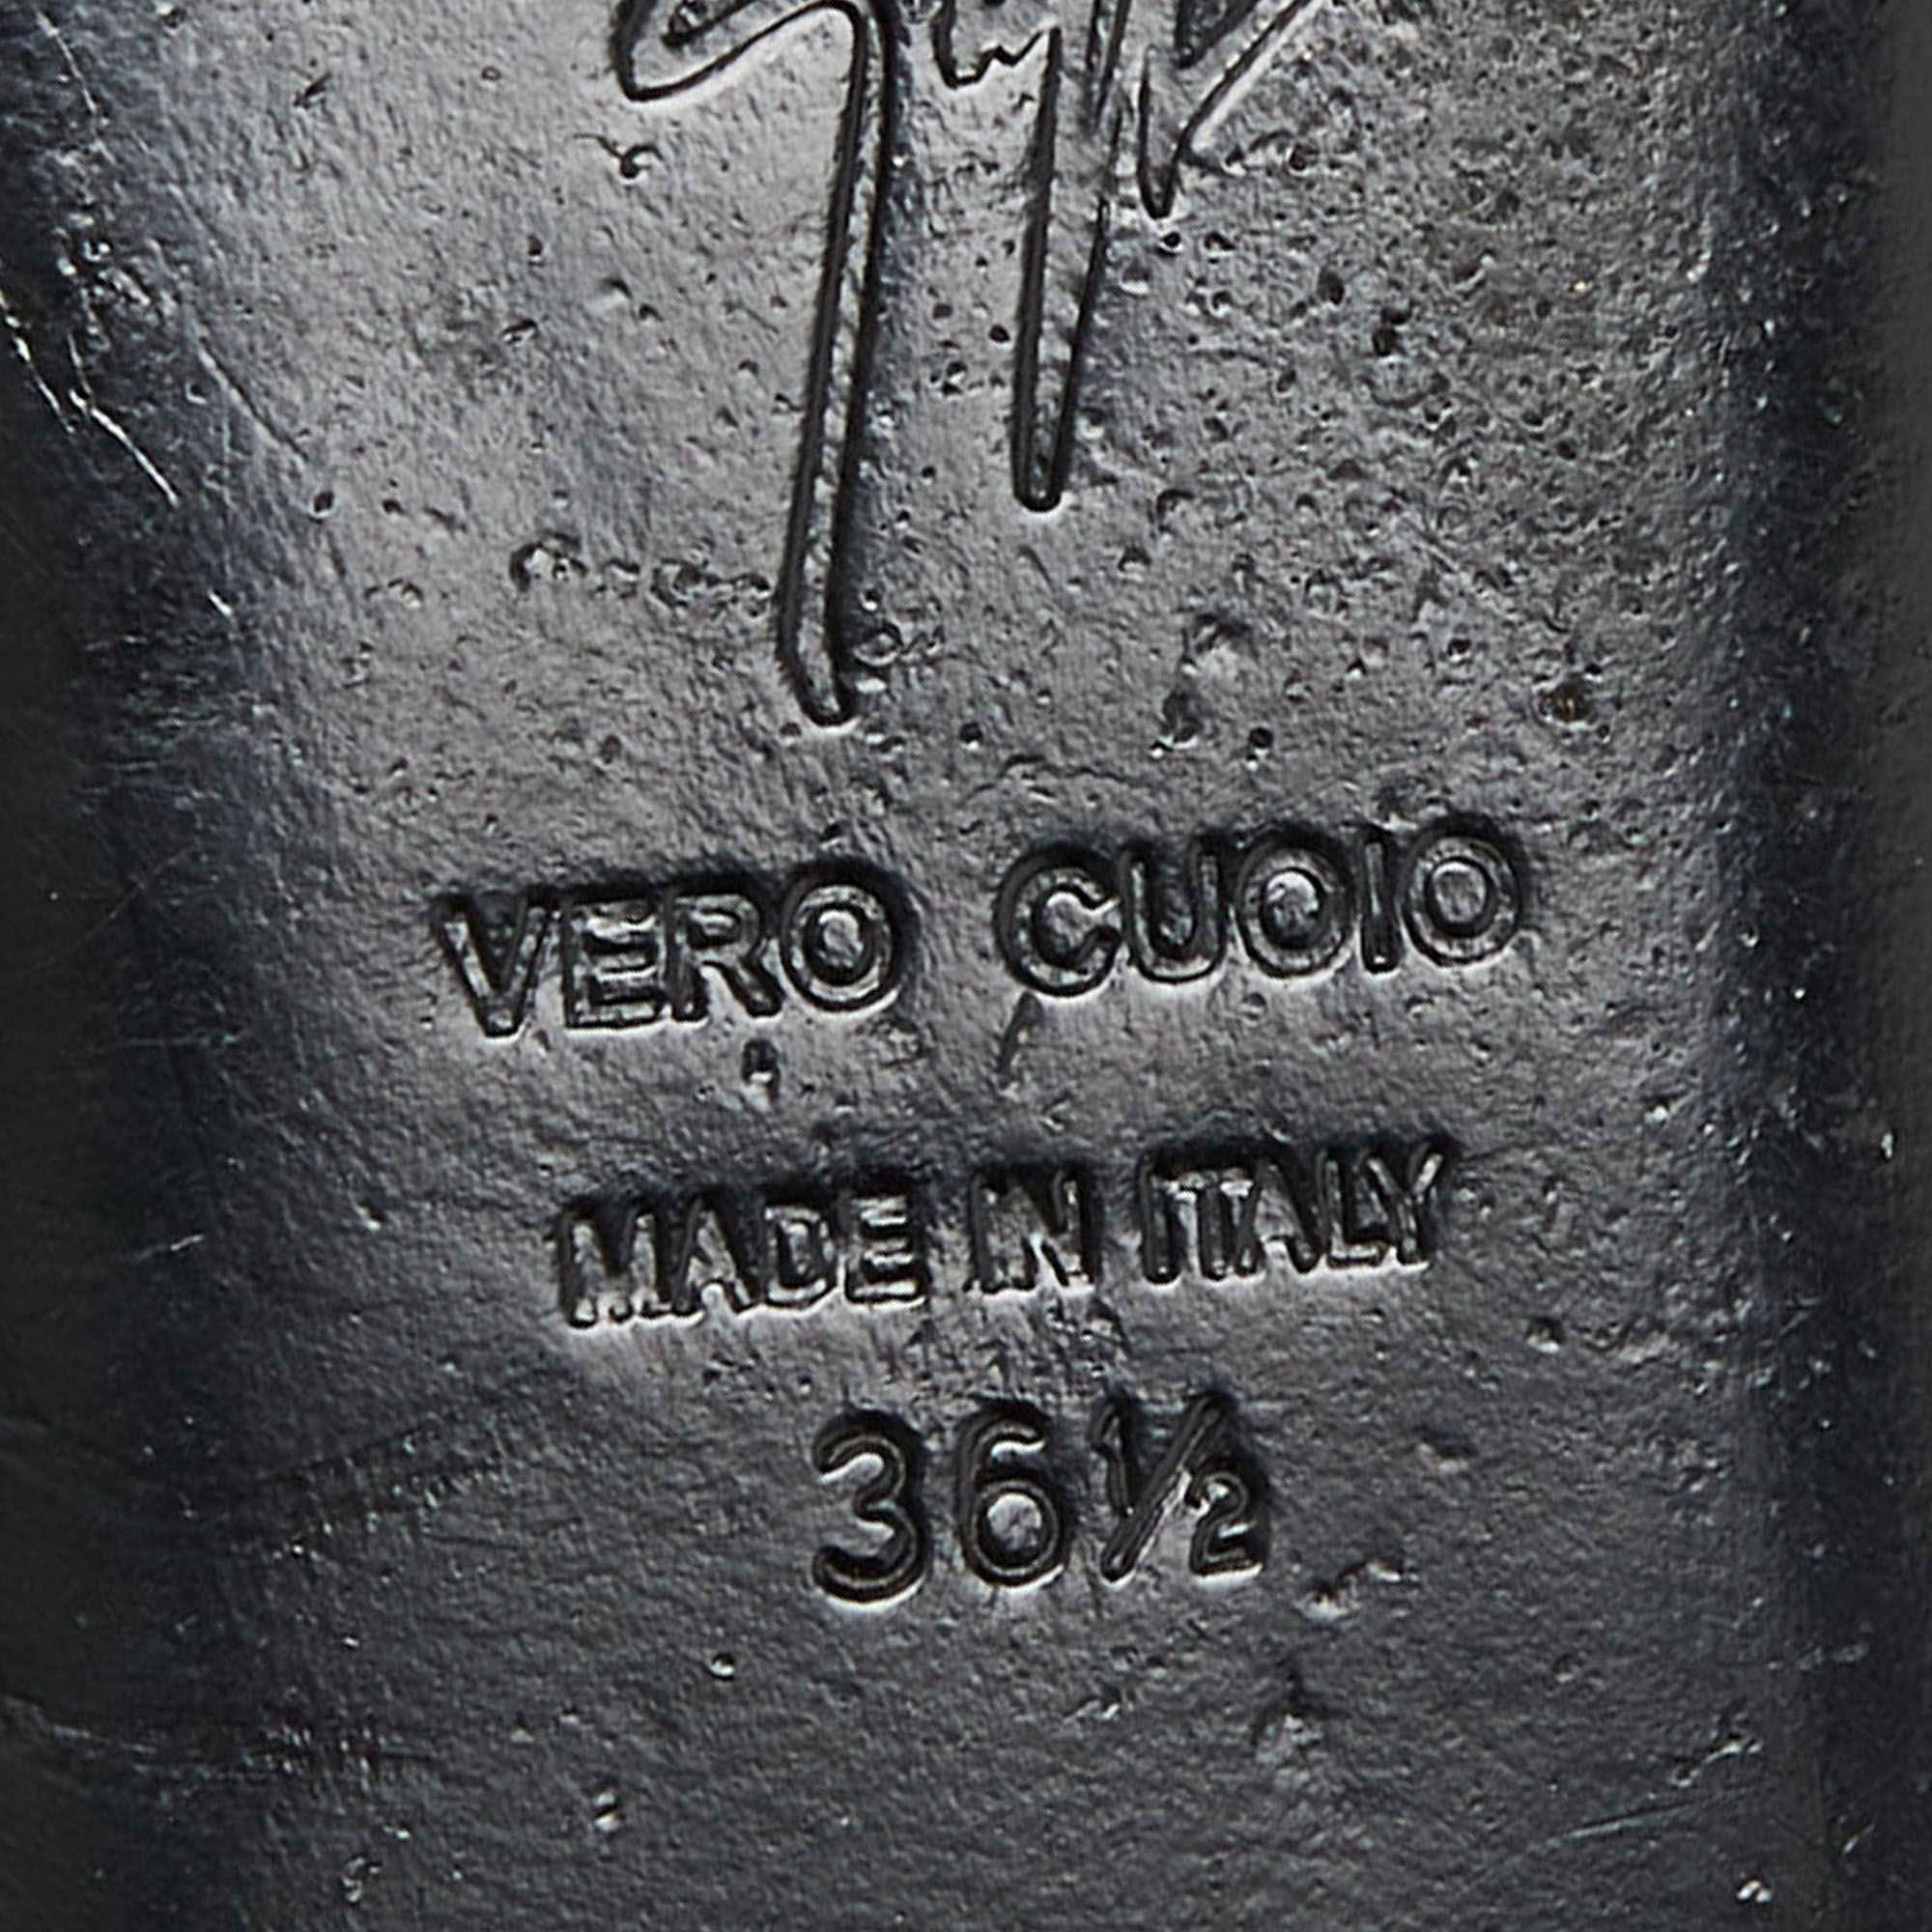 VERO CUOIO
MADE IN ITALY
36½